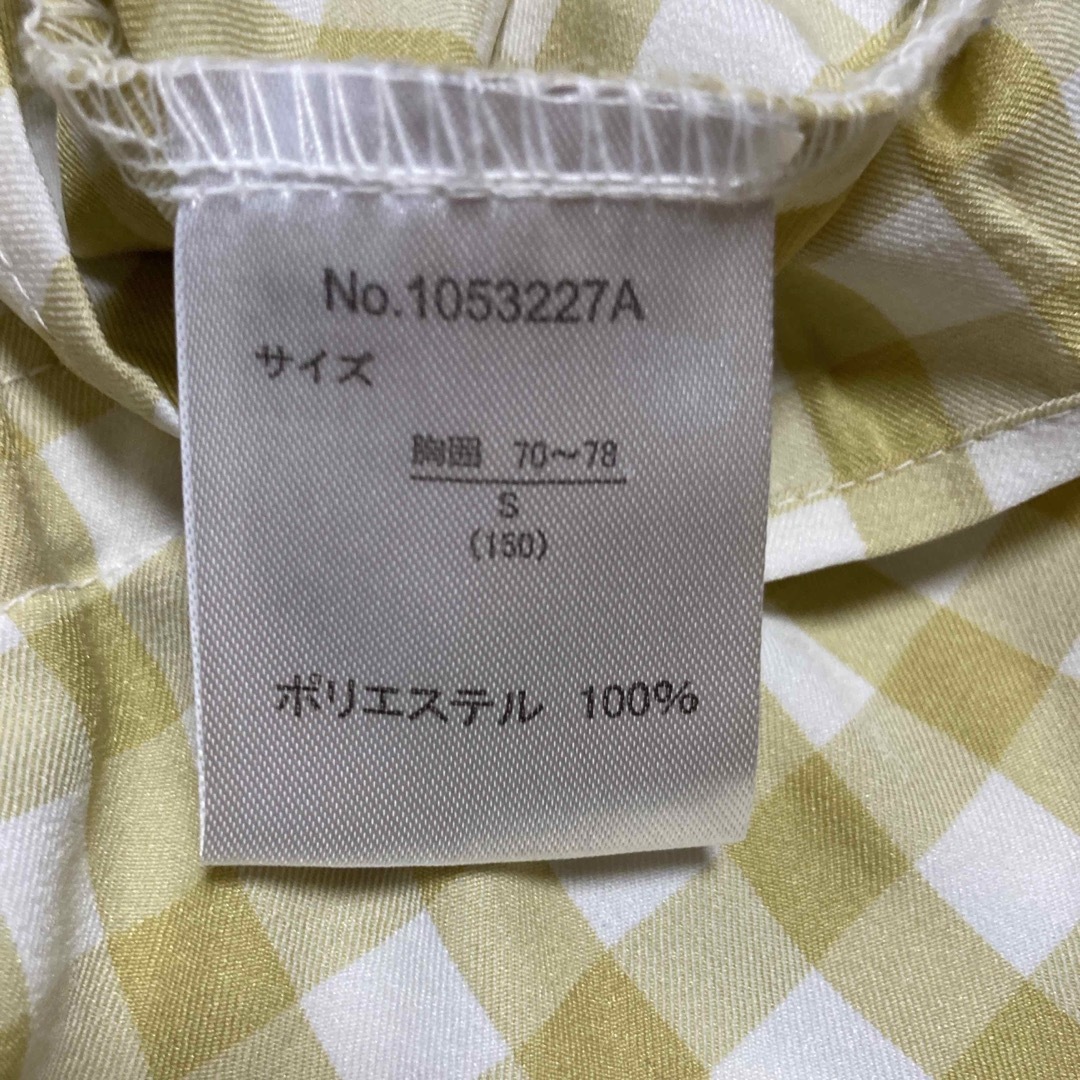 No.1053227A
サイズ
胸囲 70～78
S
(150)
ポリエステル 100%